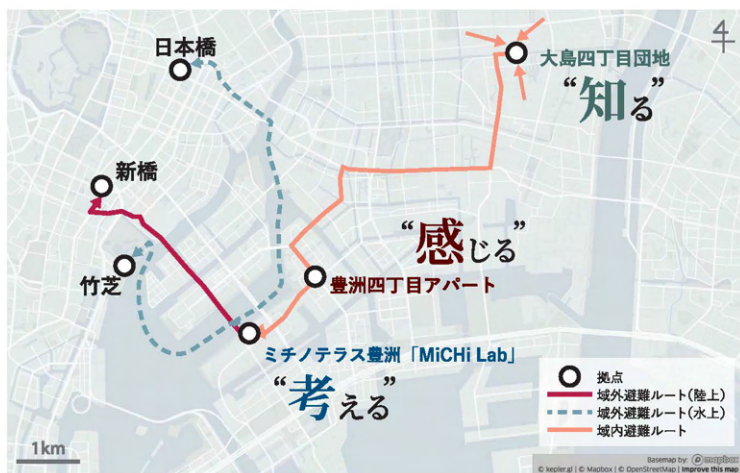 日本橋
大島四丁目団地
“知る”
新橋
“感じる”
竹芝
豊洲四丁目アパート
ミチノテラス豊洲「MiCHi Lab」
“考える”
拠点
域外避難ルート(陸上)
域外避難ルート(水上)
域内避難ルート
1km
Basemap by: mapbox
© kepler.gl | © Mapbox | © OpenStreetMap | Improve this map